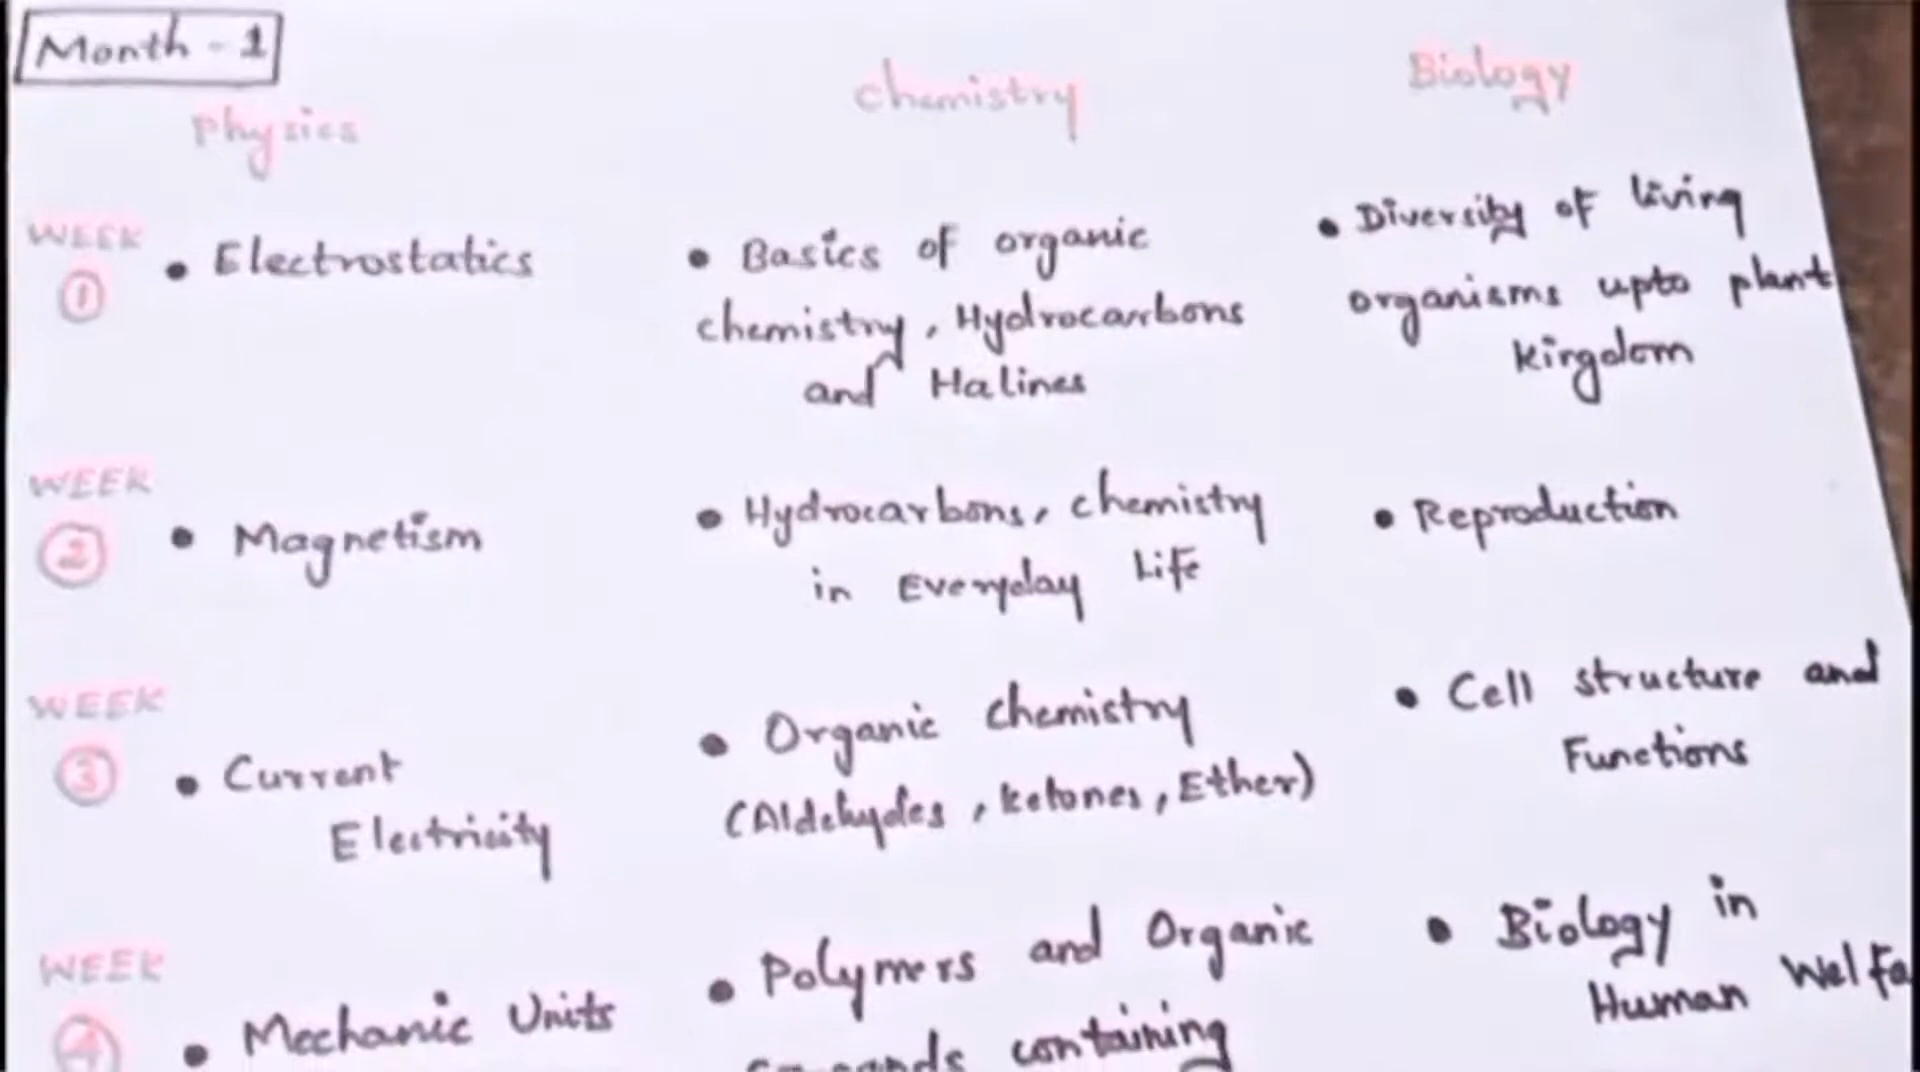 Month - 1
Physics
Chemistry
Biology
WEEK
1
• Electrostatics
• Basics of organic
chemistry, Hydrocarbons
and Halines
• Diversity of living
organisms upto plant
kingdom
WEEK
2
• Magnetism
• Hydrocarbons, chemistry
in Everyday Life
• Reproduction
WEEK
3
• Current
Electricity
• Organic chemistry
(Aldehydes, ketones, Ether)
• Cell structure and
Functions
WEEK
4
• Mechanic Units
• Polymers and Organic
containing
• Biology in
Human Welfa